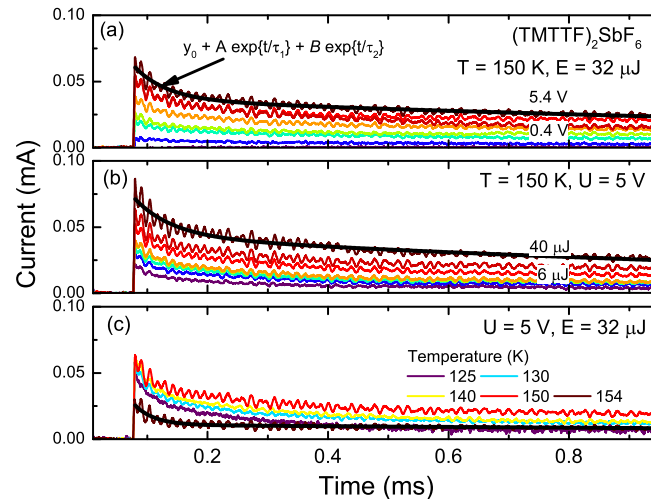 (a)
y₀ + A exp{t/τ₁} + B exp{t/τ₂}
(TMTTF)₂SbF₆
T = 150 K, E = 32 μJ
5.4 V
0.4 V
0.10
0.05
0.00
(b)
T = 150 K, U = 5 V
40 μJ
6 μJ
0.10
0.05
0.00
(c)
U = 5 V, E = 32 μJ
Temperature (K)
125 130
140 150 154
0.10
0.05
0.00
Current (mA)
0.2 0.4 0.6 0.8
Time (ms)